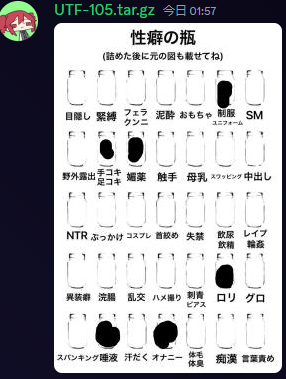 UTF-105.tar.gz 今日 01:57
性癖の瓶
(詰めた後に元の図も載せてね)
目隠し 緊縛 フェラ クンニ 泥酔 おもちゃ 制服 ユニフォーム SM
野外露出 手コキ 足コキ 媚薬 触手 母乳 スワッピング 中出し
NTR ぶっかけ コスプレ 首絞め 失禁 飲尿 飲精 レイプ 輪姦
異装癖 浣腸 乱交 ハメ撮り 刺青 ピアス ロリ グロ
スパンキング 唾液 汗だく オナニー 体毛 体臭 痴漢 言葉責め